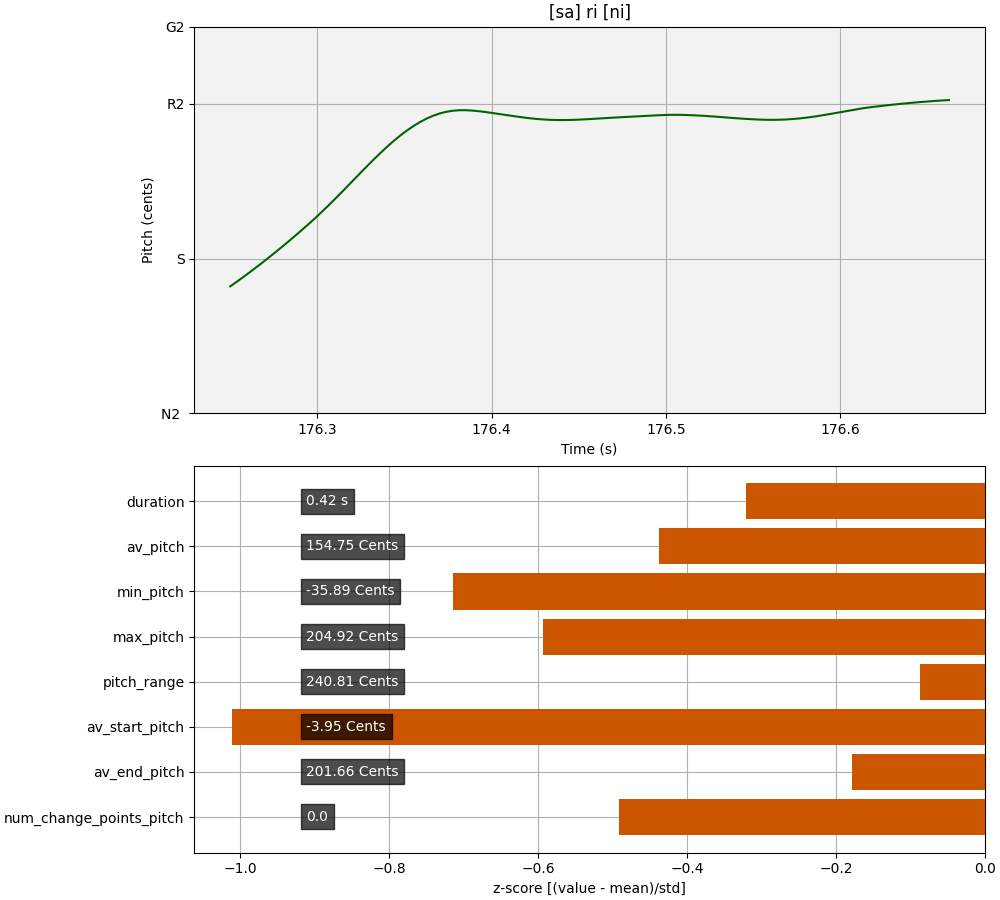 [sa] ri [ni]
G2
R2
S
N2
Pitch (cents)
176.3 176.4 176.5 176.6
Time (s)
duration 0.42 s
av_pitch 154.75 Cents
min_pitch -35.89 Cents
max_pitch 204.92 Cents
pitch_range 240.81 Cents
av_start_pitch -3.95 Cents
av_end_pitch 201.66 Cents
num_change_points_pitch 0.0
−1.0 −0.8 −0.6 −0.4 −0.2 0.0
z-score [(value - mean)/std]